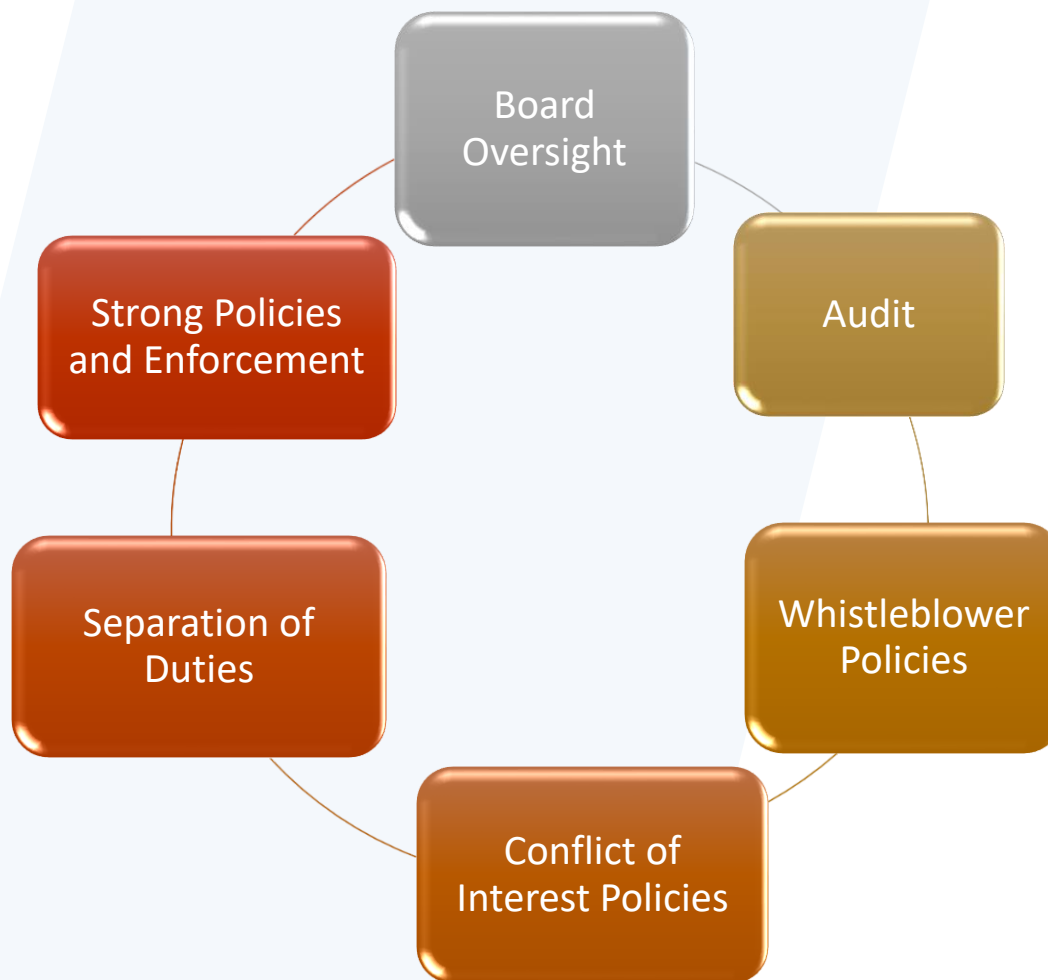 Board
Oversight
Audit
Whistleblower
Policies
Conflict of
Interest Policies
Separation of
Duties
Strong Policies
and Enforcement